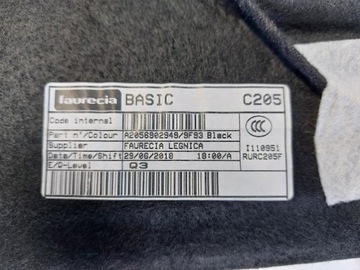 faurecia BASIC C205
Code internal
Part n°/Colour A2056902949/9F93 Black
Supplier FAURECIA LEGNICA
Date/Time/Shift 29/06/2018 18:00/A
E/Q-Level Q3
CCC
I110951
RURC205F